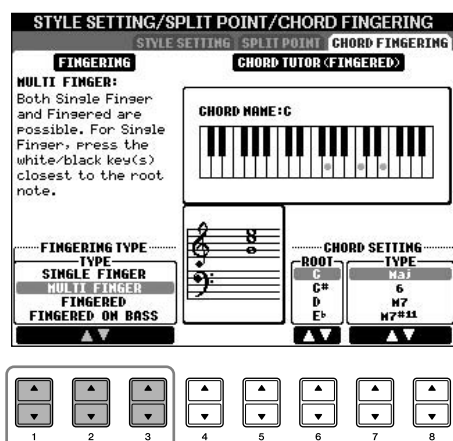 STYLE SETTING/SPLIT POINT/CHORD FINGERING
STYLE SETTING SPLIT POINT CHORD FINGERING
FINGERING
CHORD TUTOR (FINGERED)
MULTI FINGER:
Both Single Finger
and Fingered are
possible. For Single
Finger, press the
white/black key(s)
closest to the root
note.
CHORD NAME:C
FINGERING TYPE
TYPE
SINGLE FINGER
MULTI FINGER
FINGERED
FINGERED ON BASS
CHORD SETTING
ROOT
C
C#
D
E♭
TYPE
Maj
6
M7
M7#11
1 2 3 4 5 6 7 8